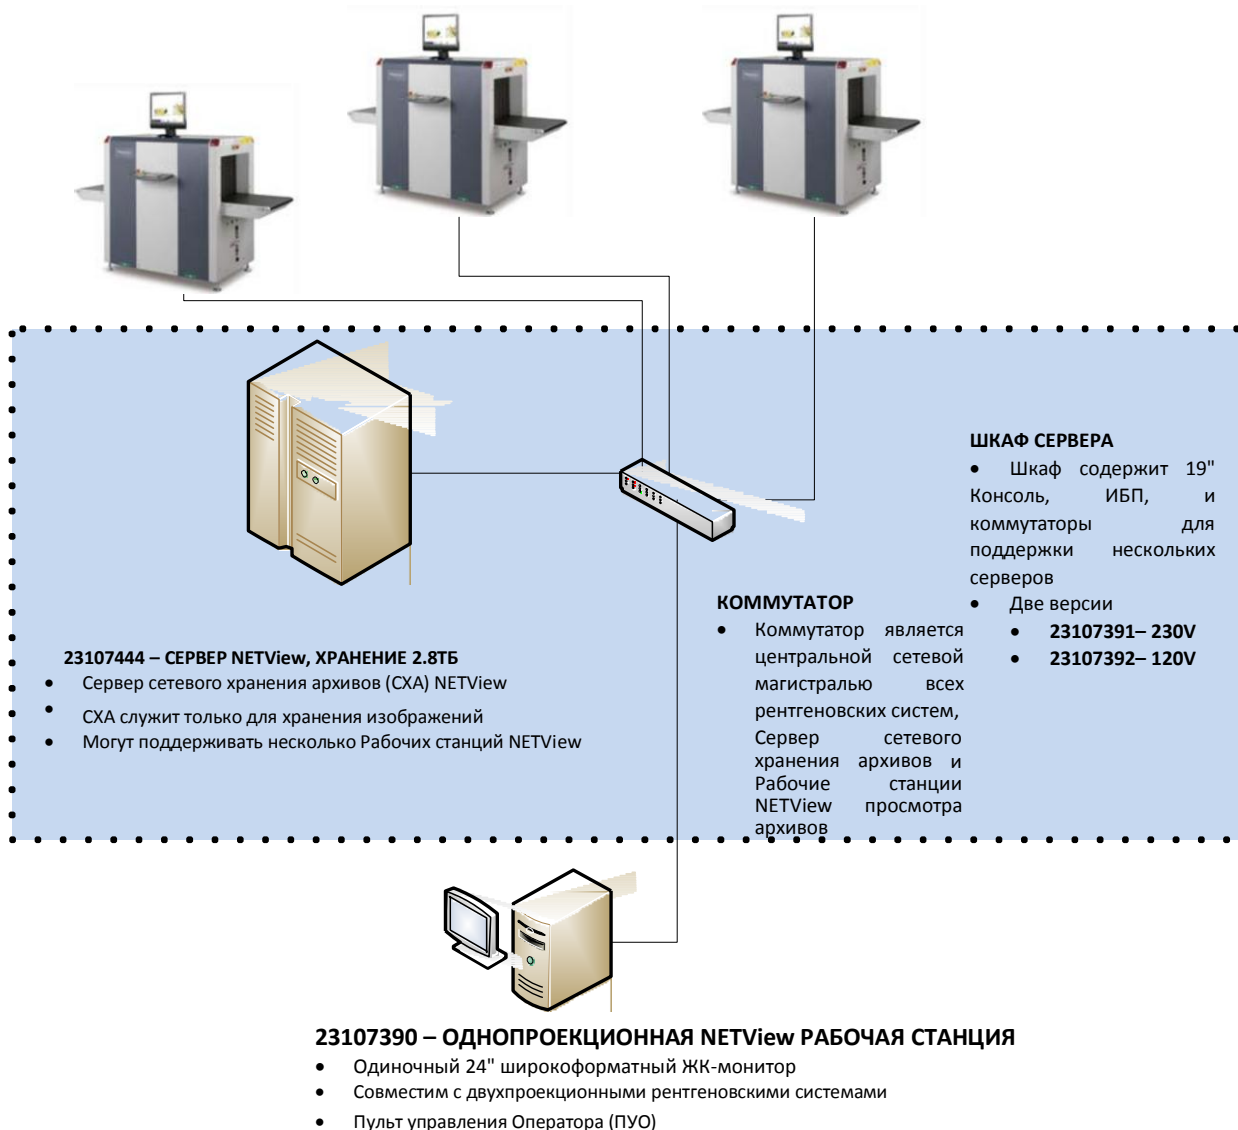 ШКАФ СЕРВЕРА
• Шкаф содержит 19"
Консоль, ИБП, и
коммутаторы для
поддержки нескольких
серверов
• Две версии
• 23107391– 230V
• 23107392– 120V
КОММУТАТОР
• Коммутатор является
центральной сетевой
магистралью всех
рентгеновских систем,
Сервер сетевого
хранения архивов и
Рабочие станции
NETView просмотра
архивов
23107444 – СЕРВЕР NETView, ХРАНЕНИЕ 2.8ТБ
• Сервер сетевого хранения архивов (СХА) NETView
• СХА служит только для хранения изображений
• Могут поддерживать несколько Рабочих станций NETView
23107390 – ОДНОПРОЕКЦИОННАЯ NETView РАБОЧАЯ СТАНЦИЯ
• Одиночный 24" широкоформатный ЖК-монитор
• Совместим с двухпроекционными рентгеновскими системами
• Пульт управления Оператора (ПУО)